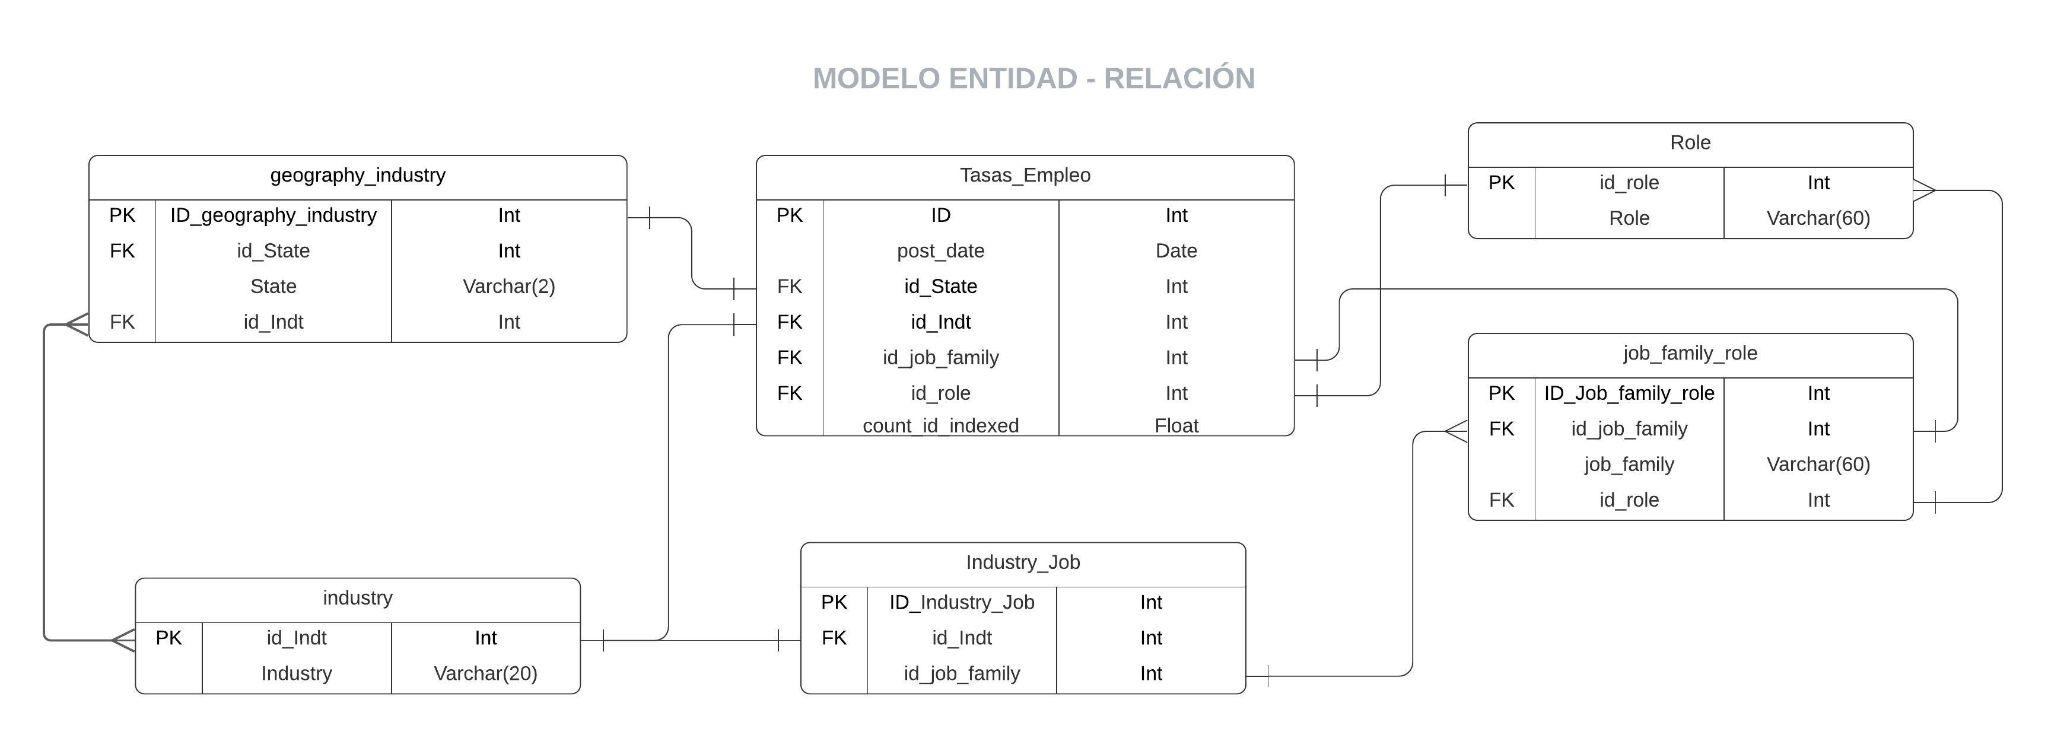 MODELO ENTIDAD - RELACIÓN
geography_industry
PK ID_geography_industry Int
FK id_State Int
State Varchar(2)
FK id_Indt Int
Tasas_Empleo
PK ID Int
post_date Date
FK id_State Int
FK id_Indt Int
FK id_job_family Int
FK id_role Int
count_id_indexed Float
Role
PK id_role Int
Role Varchar(60)
job_family_role
PK ID_Job_family_role Int
FK id_job_family Int
job_family Varchar(60)
FK id_role Int
industry
PK id_Indt Int
Industry Varchar(20)
Industry_Job
PK ID_Industry_Job Int
FK id_Indt Int
id_job_family Int